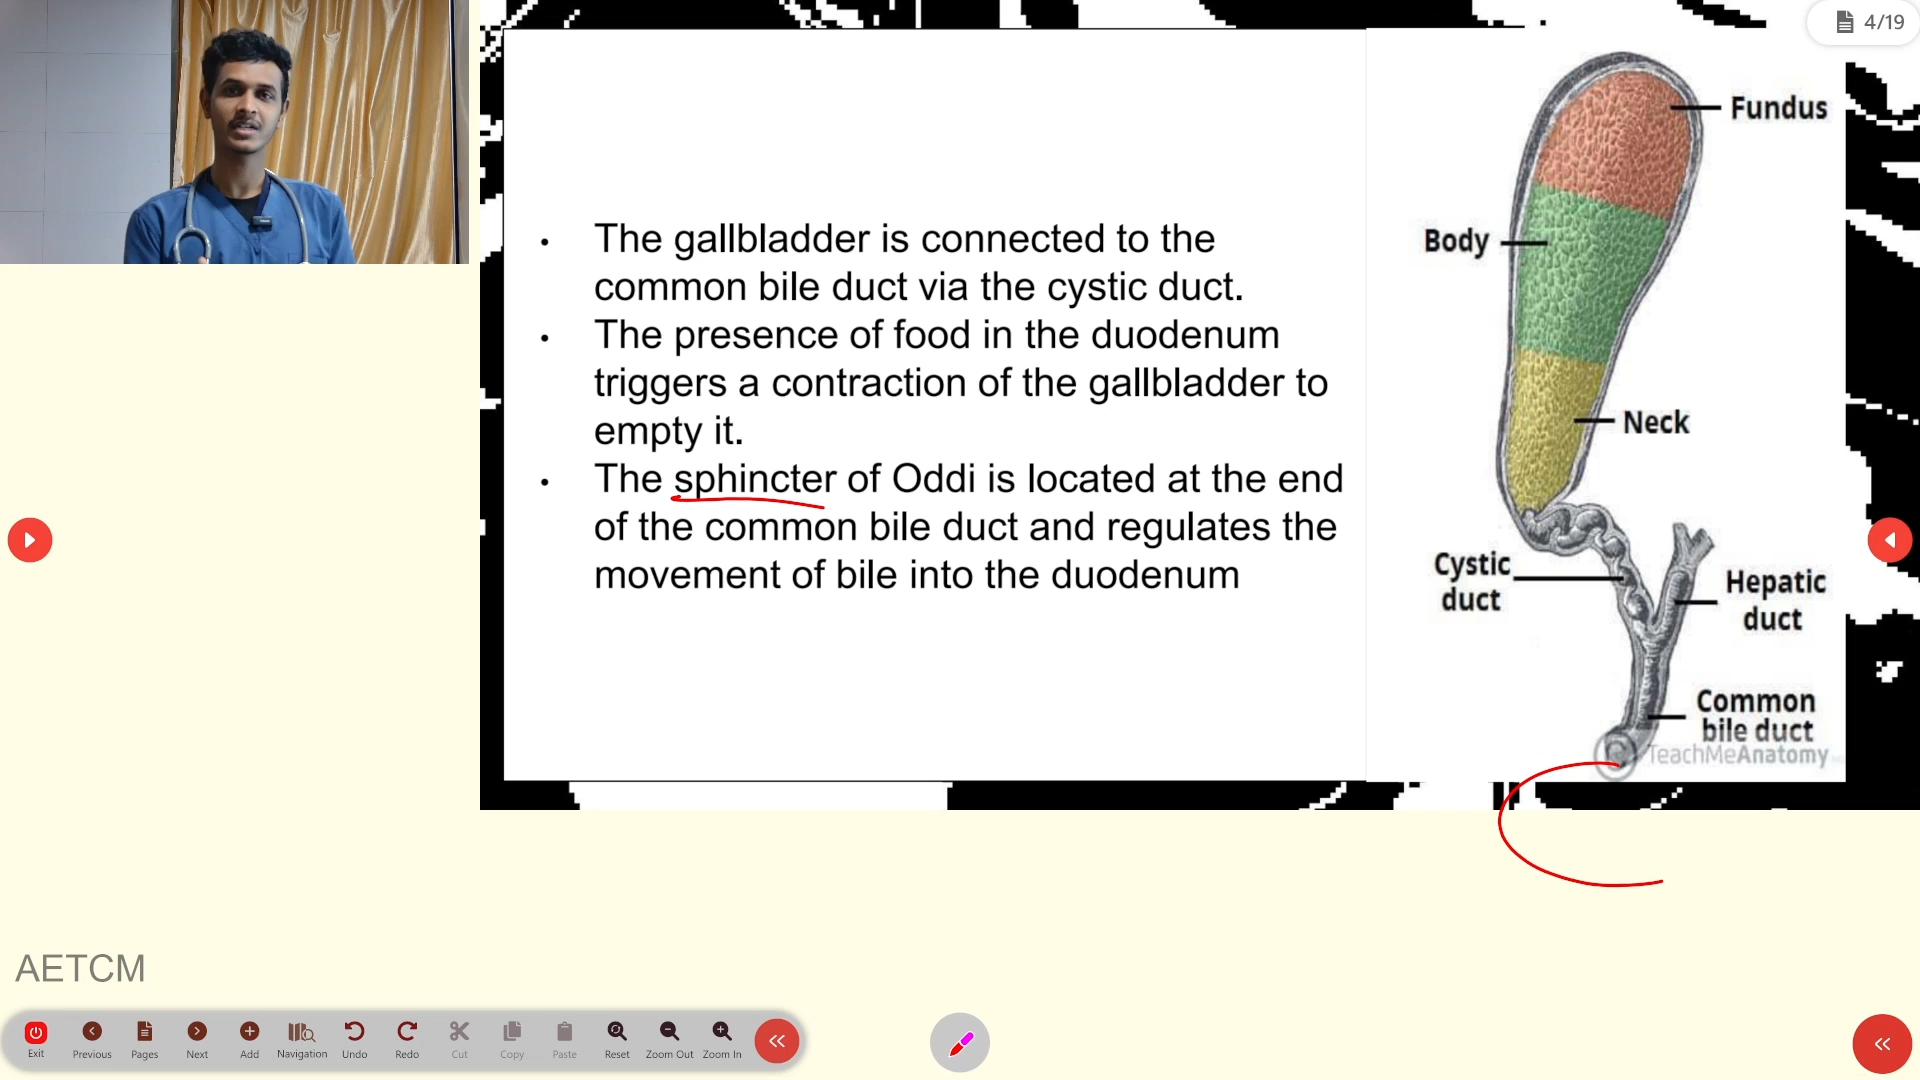 4/19
• The gallbladder is connected to the
common bile duct via the cystic duct.
• The presence of food in the duodenum
triggers a contraction of the gallbladder to
empty it.
• The sphincter of Oddi is located at the end
of the common bile duct and regulates the
movement of bile into the duodenum
Fundus
Body
Neck
Cystic
duct
Hepatic
duct
Common
bile duct
TeachMeAnatomy
AETCM
Exit Previous Pages Next Add Navigation Undo Redo Cut Copy Paste Reset Zoom Out Zoom In